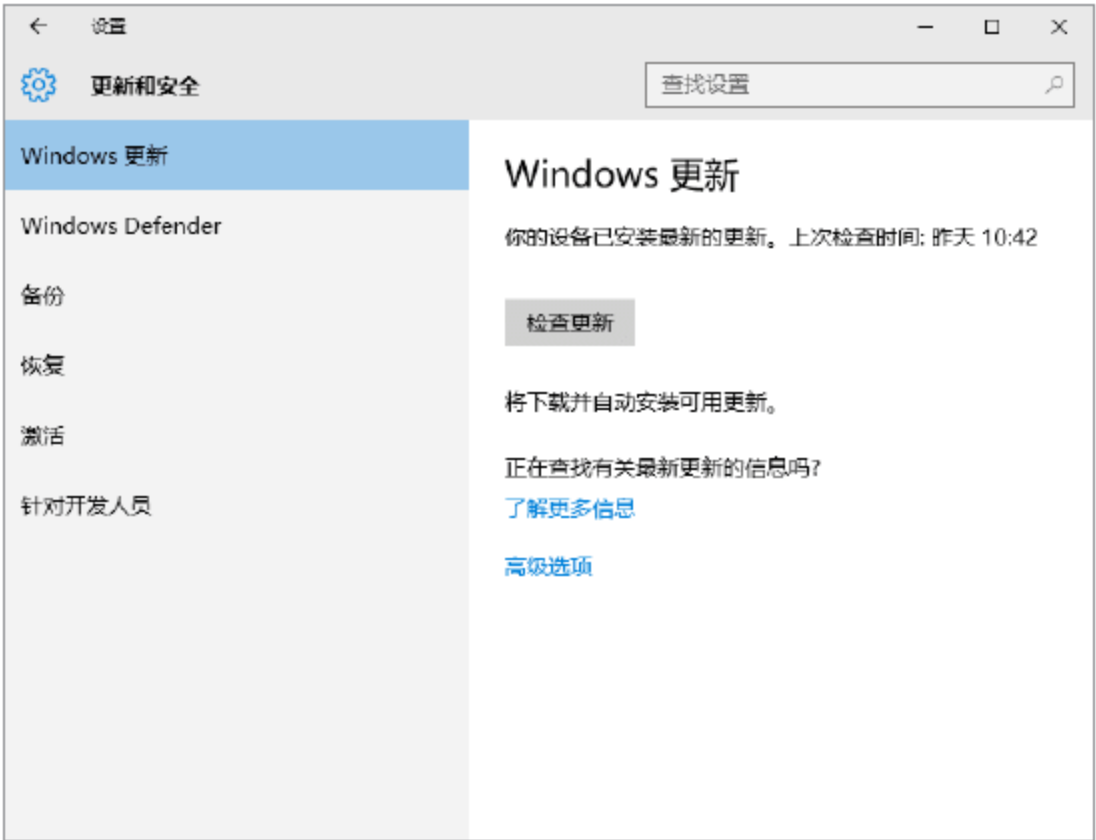 设置
更新和安全
查找设置
Windows 更新
Windows Defender
备份
恢复
激活
针对开发人员
Windows 更新
你的设备已安装最新的更新。上次检查时间: 昨天 10:42
检查更新
将下载并自动安装可用更新。
正在查找有关最新更新的信息吗?
了解更多信息
高级选项